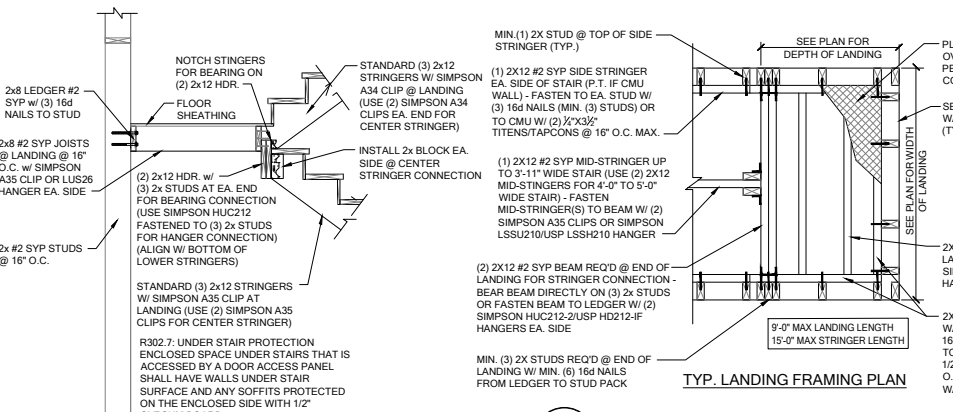 NOTCH STINGERS
FOR BEARING ON
(2) 2x12 HDR.
STANDARD (3) 2x12
STRINGERS W/ SIMPSON
A34 CLIP @ LANDING
(USE (2) SIMPSON A34
CLIPS EA. END FOR
CENTER STRINGER)
2x8 LEDGER #2
SYP w/ (3) 16d
NAILS TO STUD
FLOOR
SHEATHING
2x8 #2 SYP JOISTS
@ LANDING @ 16"
O.C. w/ SIMPSON
A35 CLIP OR LUS26
HANGER EA. SIDE
INSTALL 2x BLOCK EA.
SIDE @ CENTER
STRINGER CONNECTION
(2) 2x12 HDR. w/
(3) 2x STUDS AT EA. END
FOR BEARING CONNECTION
(USE SIMPSON HUC212
FASTENED TO (3) 2x STUDS
FOR HANGER CONNECTION)
(ALIGN W/ BOTTOM OF
LOWER STRINGERS)
2x #2 SYP STUDS
@ 16" O.C.
STANDARD (3) 2x12 STRINGERS
W/ SIMPSON A35 CLIP AT
LANDING (USE (2) SIMPSON A35
CLIPS FOR CENTER STRINGER)
R302.7: UNDER STAIR PROTECTION
ENCLOSED SPACE UNDER STAIRS THAT IS
ACCESSED BY A DOOR ACCESS PANEL
SHALL HAVE WALLS UNDER STAIR
SURFACE AND ANY SOFFITS PROTECTED
ON THE ENCLOSED SIDE WITH 1/2"
MIN.(1) 2X STUD @ TOP OF SIDE
STRINGER (TYP.)
(1) 2X12 #2 SYP SIDE STRINGER
EA. SIDE OF STAIR (P.T. IF CMU
WALL) - FASTEN TO EA. STUD W/
(3) 16d NAILS (MIN. (3) STUDS) OR
TO CMU W/ (2) ¼"X3½"
TITENS/TAPCONS @ 16" O.C. MAX.
(1) 2X12 #2 SYP MID-STRINGER UP
TO 3'-11" WIDE STAIR (USE (2) 2X12
MID-STINGERS FOR 4'-0" TO 5'-0"
WIDE STAIR) - FASTEN
MID-STRINGER(S) TO BEAM W/ (2)
SIMPSON A35 CLIPS OR SIMPSON
LSSU210/USP LSSH210 HANGER
(2) 2X12 #2 SYP BEAM REQ'D @ END OF
LANDING FOR STRINGER CONNECTION -
BEAR BEAM DIRECTLY ON (3) 2x STUDS
OR FASTEN BEAM TO LEDGER W/ (2)
SIMPSON HUC212-2/USP HD212-IF
HANGERS EA. SIDE
MIN. (3) 2X STUDS REQ'D @ END OF
LANDING W/ MIN. (6) 16d NAILS
FROM LEDGER TO STUD PACK
SEE PLAN FOR
DEPTH OF LANDING
SEE PLAN FOR WIDTH
OF LANDING
9'-0" MAX LANDING LENGTH
15'-0" MAX STRINGER LENGTH
TYP. LANDING FRAMING PLAN